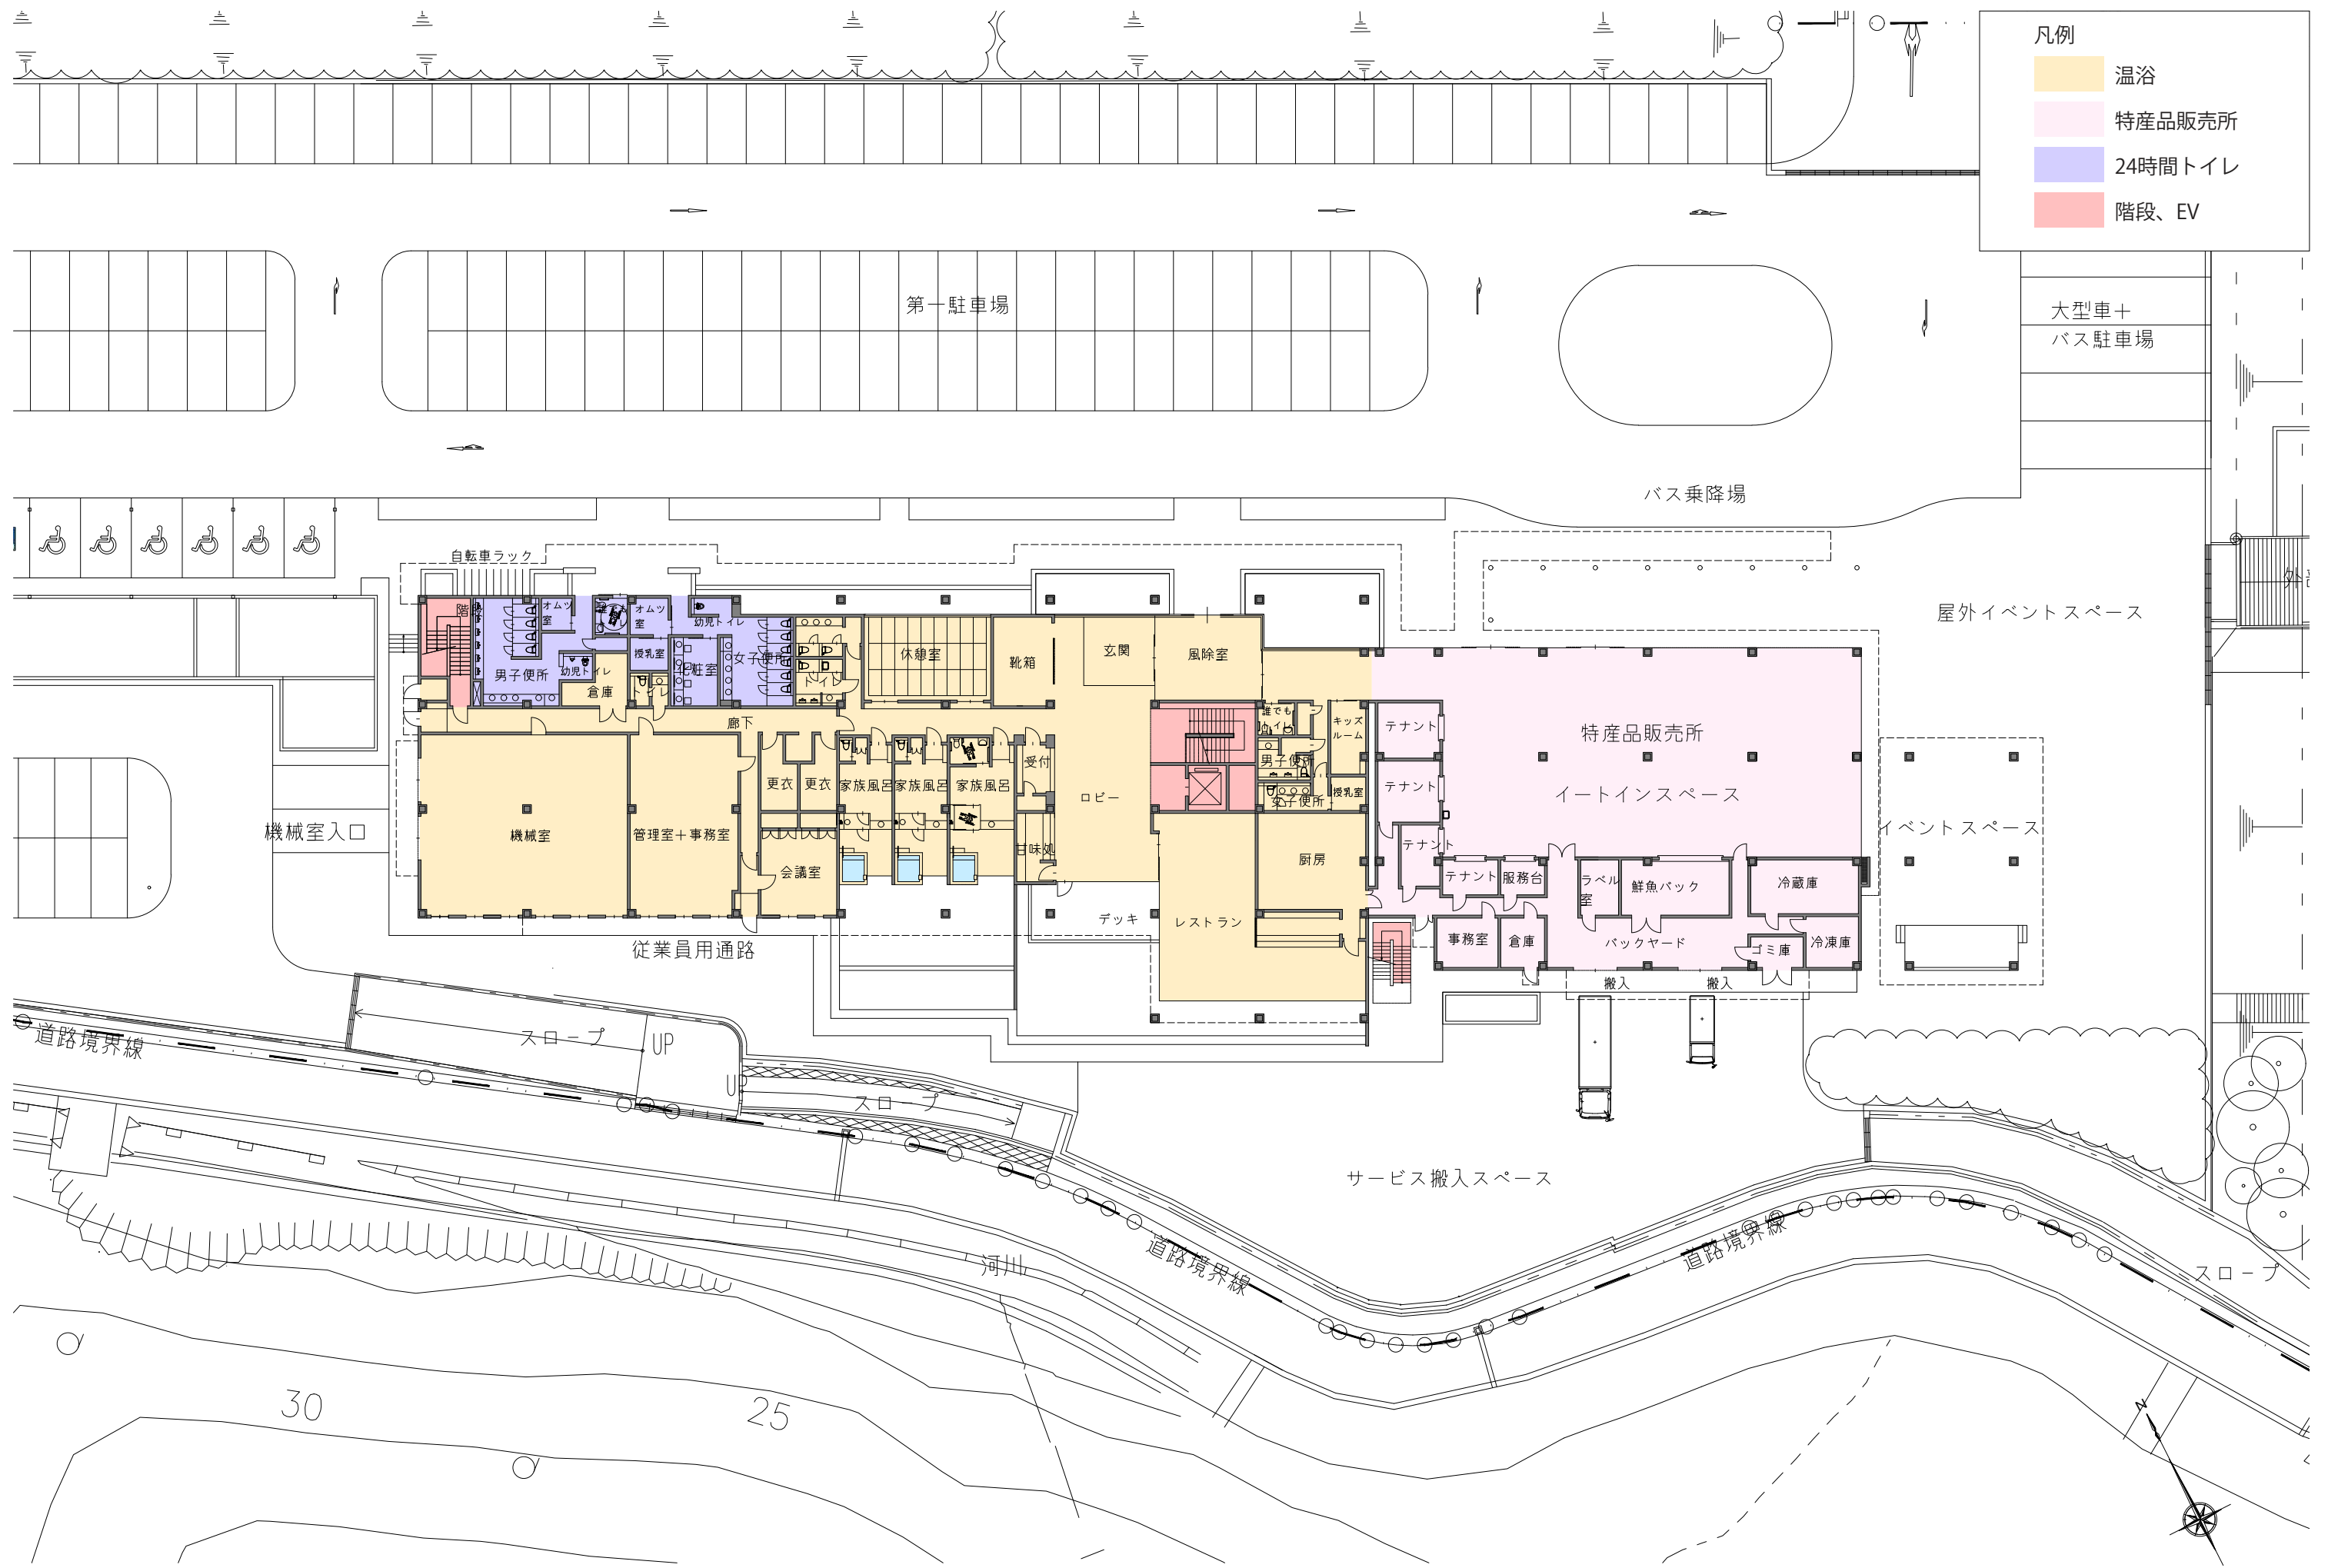 凡例
温浴
特産品販売所
24時間トイレ
階段、EV
第一駐車場
大型車＋
バス駐車場
バス乗降場
自転車ラック
屋外イベントスペース
階段
オムツ
室
オムツ
室
幼児トイレ
男子便所
幼児トイレ
倉庫
授乳室
トイレ
化粧室
女子便所
トイレ
休憩室
靴箱
玄関
風除室
廊下
誰でも
トイレ
キッズ
ルーム
男子便所
女子便所
授乳室
テナント
特産品販売所
機械室入口
機械室
管理室＋事務室
更衣
更衣
家族風呂
家族風呂
家族風呂
受付
ロビー
テナント
イートインスペース
イベントスペース
会議室
甘味処
厨房
テナント
テナント
服務台
ラベル
室
鮮魚パック
冷蔵庫
デッキ
レストラン
事務室
倉庫
バックヤード
ゴミ庫
冷凍庫
従業員用通路
搬入
搬入
道路境界線
スロープ
UP
UP
スロープ
サービス搬入スペース
道路境界線
道路境界線
河川
スロープ
30
25
N